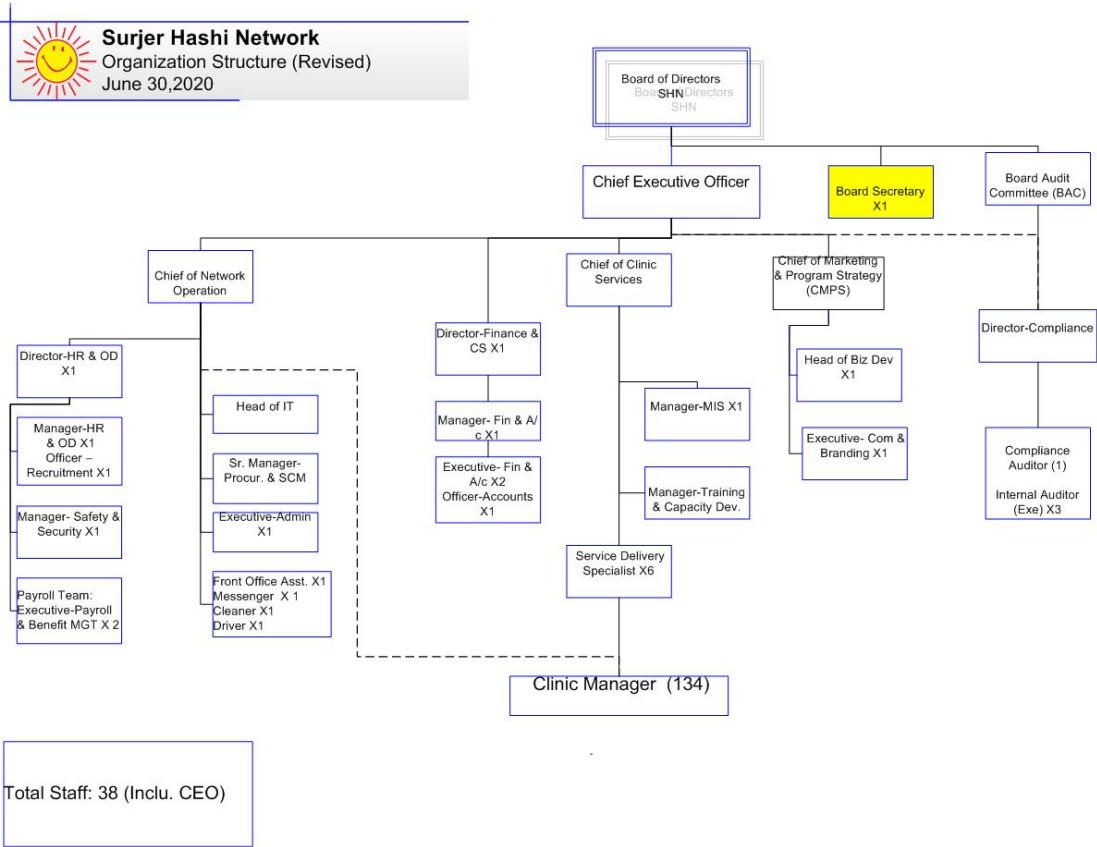 Surjer Hashi Network
Organization Structure (Revised)
June 30,2020
Board of Directors
SHN
Board of Directors
SHN
Chief Executive Officer
Board Secretary
X1
Board Audit
Committee (BAC)
Chief of Network
Operation
Chief of Clinic
Services
Chief of Marketing
& Program Strategy
(CMPS)
Director-Finance &
CS X1
Director-Compliance
Director-HR & OD
X1
Head of IT
Manager- Fin & A/
c X1
Manager-MIS X1
Head of Biz Dev
X1
Manager-HR
& OD X1
Officer –
Recruitment X1
Sr. Manager-
Procur. & SCM
Executive- Fin &
A/c X2
Officer-Accounts
X1
Manager-Training
& Capacity Dev.
Executive- Com &
Branding X1
Compliance
Auditor (1)
Internal Auditor
(Exe) X3
Manager- Safety &
Security X1
Executive-Admin
X1
Service Delivery
Specialist X6
Payroll Team:
Executive-Payroll
& Benefit MGT X 2
Front Office Asst. X1
Messenger  X 1
Cleaner X1
Driver X1
Clinic Manager  (134)
-
Total Staff: 38 (Inclu. CEO)